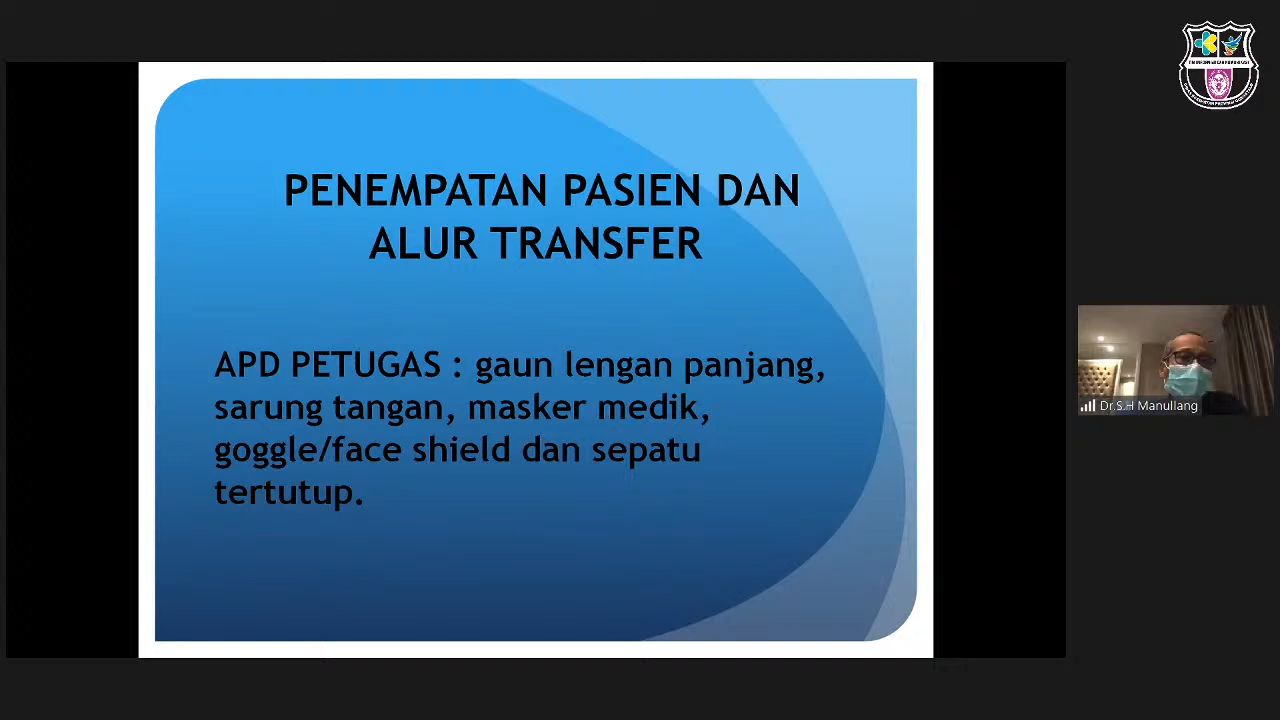 PENEMPATAN PASIEN DAN
ALUR TRANSFER
APD PETUGAS : gaun lengan panjang,
sarung tangan, masker medik,
goggle/face shield dan sepatu
tertutup.
Dr.S.H Manullang